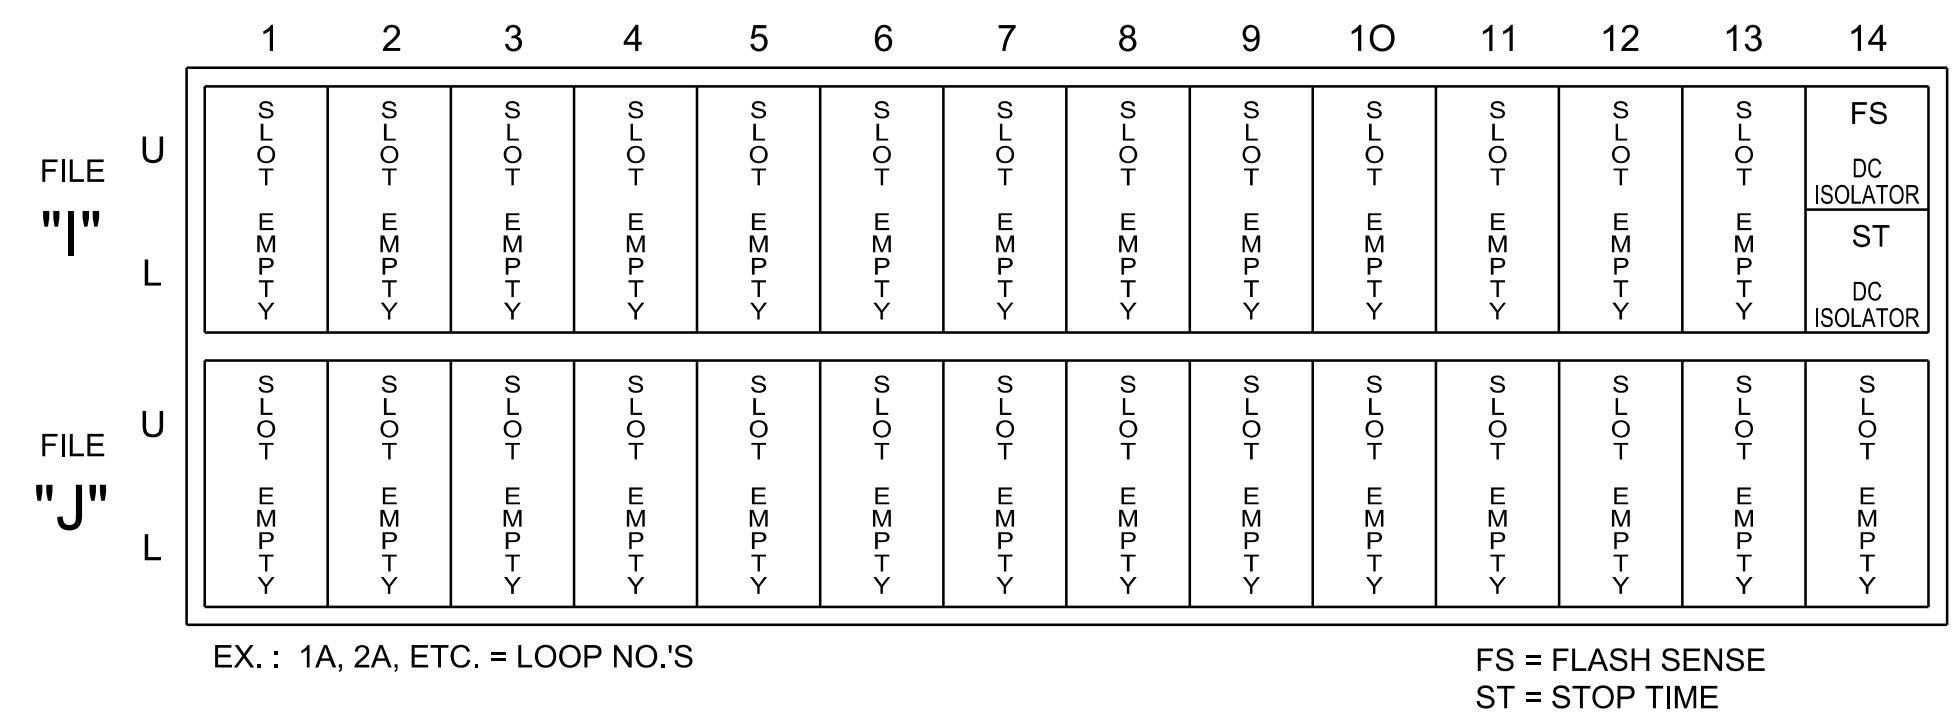 1 2 3 4 5 6 7 8 9 1O 11 12 13 14
FILE "I"
U
L
SLOT EMPTY
SLOT EMPTY
SLOT EMPTY
SLOT EMPTY
SLOT EMPTY
SLOT EMPTY
SLOT EMPTY
SLOT EMPTY
SLOT EMPTY
SLOT EMPTY
SLOT EMPTY
SLOT EMPTY
SLOT EMPTY
FS
DC
ISOLATOR
ST
DC
ISOLATOR
FILE "J"
U
L
SLOT EMPTY
SLOT EMPTY
SLOT EMPTY
SLOT EMPTY
SLOT EMPTY
SLOT EMPTY
SLOT EMPTY
SLOT EMPTY
SLOT EMPTY
SLOT EMPTY
SLOT EMPTY
SLOT EMPTY
SLOT EMPTY
SLOT EMPTY
EX. : 1A, 2A, ETC. = LOOP NO.'S
FS = FLASH SENSE
ST = STOP TIME